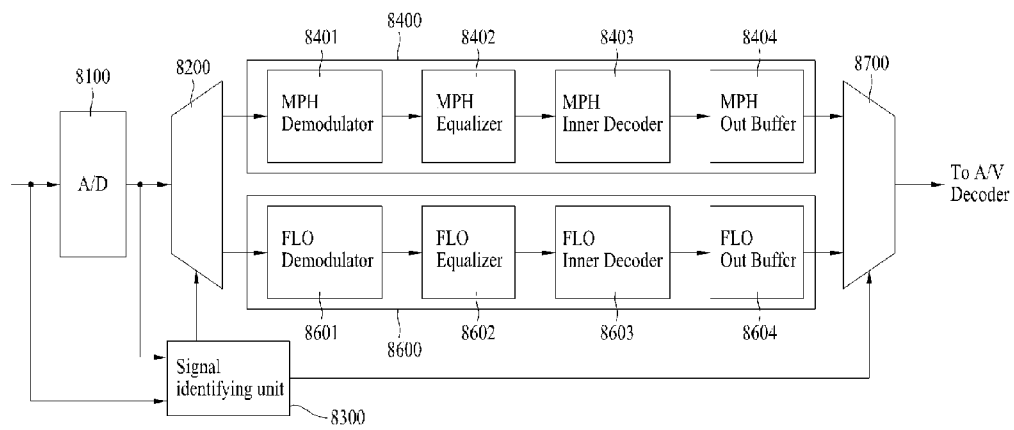 8401
8400
8402
8403
8404
8200
8700
8100
MPH
Demodulator
MPH
Equalizer
MPH
Inner Decoder
MPH
Out Buffer
A/D
To A/V
Decoder
FLO
Demodulator
FLO
Equalizer
FLO
Inner Decoder
FLO
Out Buffer
8601
8600
8602
8603
8604
Signal
identifying unit
8300